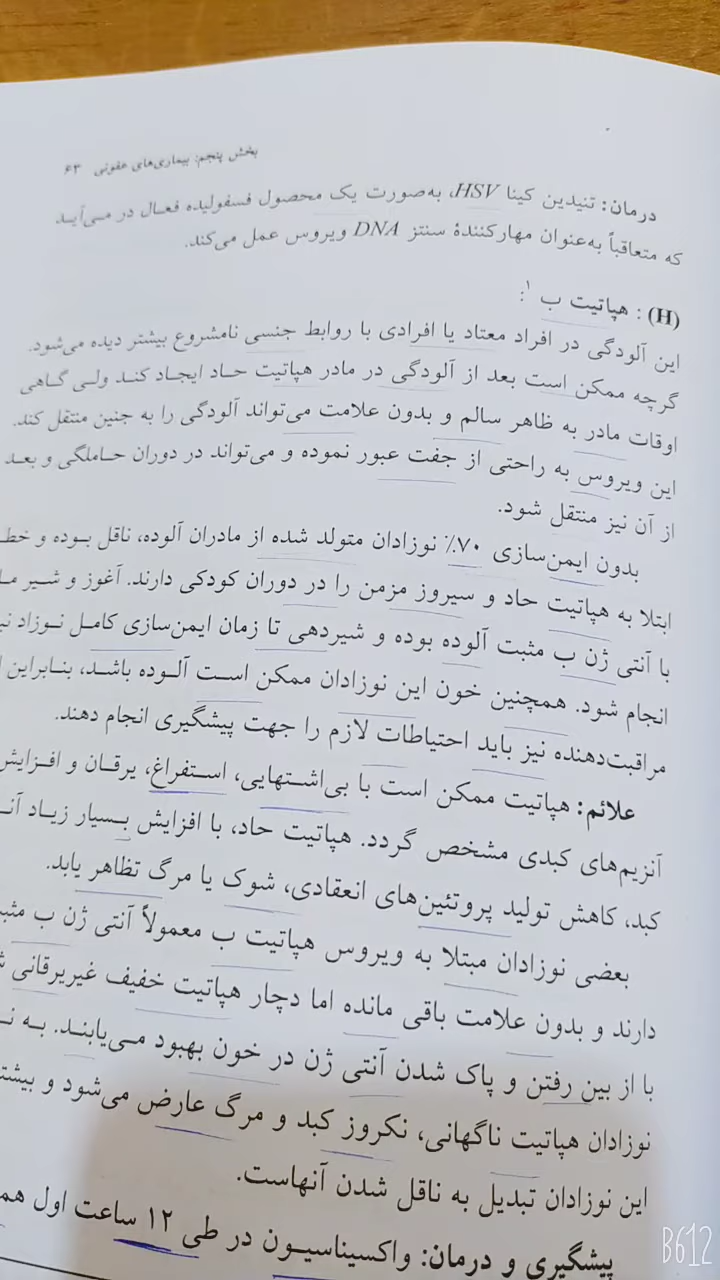 بخش پنجم: بیماری‌های عفونی ۶۳
درمان: تنیدین کینا HSV، به‌صورت یک محصول فسفولیده فعال در می‌آید
که متعاقباً به‌عنوان مهارکنندهٔ سنتز DNA ویروس عمل می‌کند.
(H) : هپاتیت ب ۱:
این آلودگی در افراد معتاد یا افرادی با روابط جنسی نامشروع بیشتر دیده می‌شود.
گرچه ممکن است بعد از آلودگی در مادر هپاتیت حاد ایجاد کند ولی گاهی
اوقات مادر به ظاهر سالم و بدون علامت می‌تواند آلودگی را به جنین منتقل کند.
این ویروس به راحتی از جفت عبور نموده و می‌تواند در دوران حاملگی و بعد
از آن نیز منتقل شود.
بدون ایمن‌سازی ۷۰٪ نوزادان متولد شده از مادران آلوده، ناقل بوده و
ابتلا به هپاتیت حاد و سیروز مزمن را در دوران کودکی دارند. آغوز و شیر
با آنتی ژن ب مثبت آلوده بوده و شیردهی تا زمان ایمن‌سازی کامل نوزاد
انجام شود. همچنین خون این نوزادان ممکن است آلوده باشد، بنابراین
مراقبت‌دهنده نیز باید احتیاطات لازم را جهت پیشگیری انجام دهند.
علائم: هپاتیت ممکن است با بی‌اشتهایی، استفراغ، یرقان و افزایش
آنزیم‌های کبدی مشخص گردد. هپاتیت حاد، با افزایش بسیار زیاد
کبد، کاهش تولید پروتئین‌های انعقادی، شوک یا مرگ تظاهر یابد.
بعضی نوزادان مبتلا به ویروس هپاتیت ب معمولاً آنتی ژن ب
دارند و بدون علامت باقی مانده اما دچار هپاتیت خفیف غیریرقانی
با از بین رفتن و پاک شدن آنتی ژن در خون بهبود می‌یابند. به
نوزادان هپاتیت ناگهانی، نکروز کبد و مرگ عارض می‌شود و
این نوزادان تبدیل به ناقل شدن آنهاست.
پیشگیری و درمان: واکسیناسیون در طی ۱۲ ساعت اول
B612